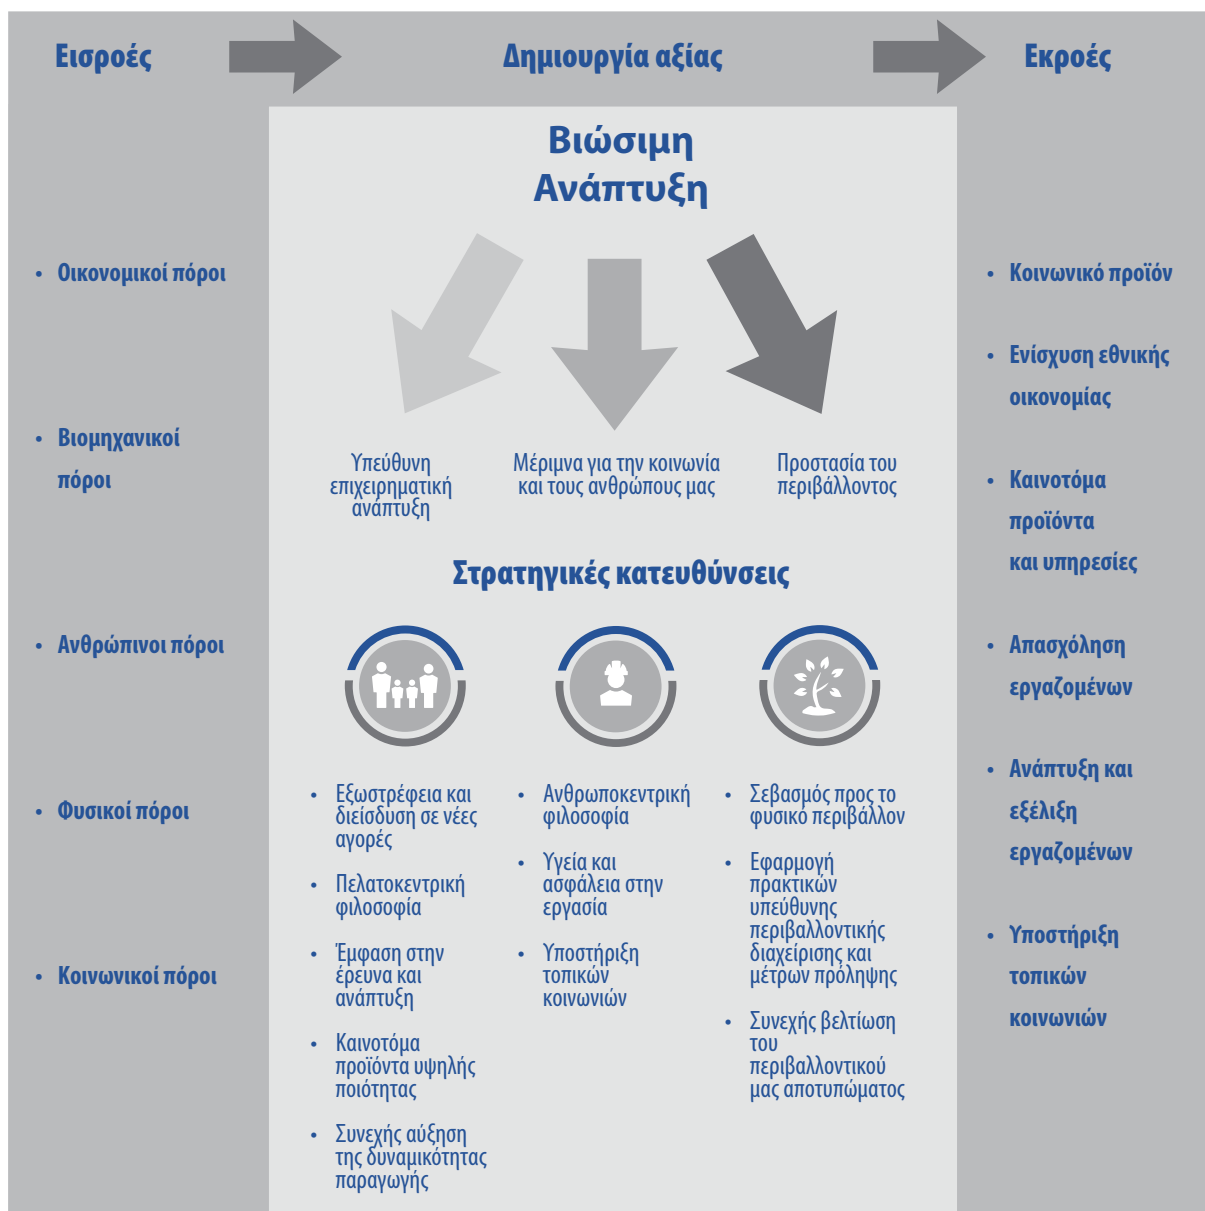 Εισροές
Δημιουργία αξίας
Εκροές
• Οικονομικοί πόροι
• Βιομηχανικοί
πόροι
• Ανθρώπινοι πόροι
• Φυσικοί πόροι
• Κοινωνικοί πόροι
Βιώσιμη
Ανάπτυξη
Υπεύθυνη
επιχειρηματική
ανάπτυξη
Μέριμνα για την κοινωνία
και τους ανθρώπους μας
Προστασία του
περιβάλλοντος
Στρατηγικές κατευθύνσεις
• Εξωστρέφεια και
διείσδυση σε νέες
αγορές
• Πελατοκεντρική
φιλοσοφία
• Έμφαση στην
έρευνα και
ανάπτυξη
• Καινοτόμα
προϊόντα υψηλής
ποιότητας
• Συνεχής αύξηση
της δυναμικότητας
παραγωγής
• Ανθρωποκεντρική
φιλοσοφία
• Υγεία και
ασφάλεια στην
εργασία
• Υποστήριξη
τοπικών
κοινωνιών
• Σεβασμός προς το
φυσικό περιβάλλον
• Εφαρμογή
πρακτικών
υπεύθυνης
περιβαλλοντικής
διαχείρισης και
μέτρων πρόληψης
• Συνεχής βελτίωση
του
περιβαλλοντικού
μας αποτυπώματος
• Κοινωνικό προϊόν
• Ενίσχυση εθνικής
οικονομίας
• Καινοτόμα
προϊόντα
και υπηρεσίες
• Απασχόληση
εργαζομένων
• Ανάπτυξη και
εξέλιξη
εργαζομένων
• Υποστήριξη
τοπικών
κοινωνιών